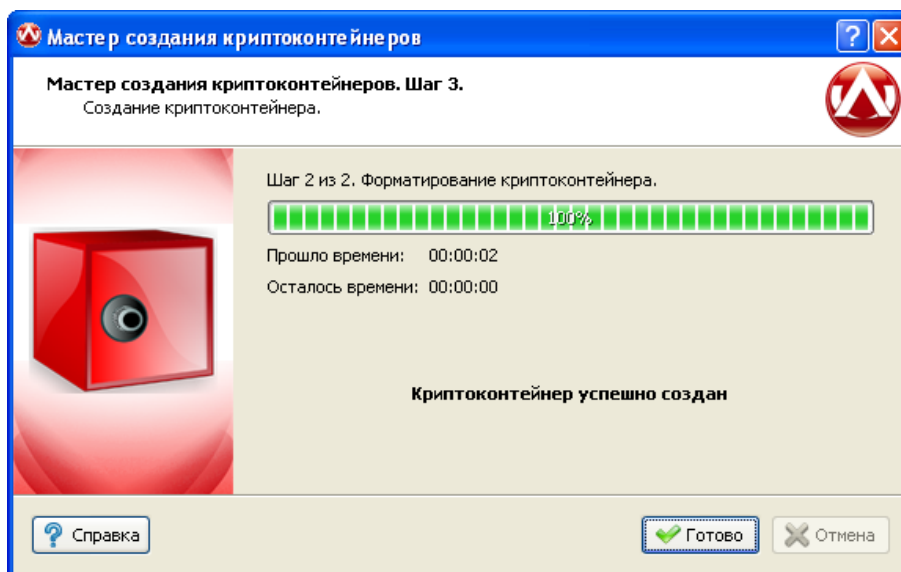 Мастер создания криптоконтейнеров
Мастер создания криптоконтейнеров. Шаг 3.
Создание криптоконтейнера.
Шаг 2 из 2. Форматирование криптоконтейнера.
100%
Прошло времени: 00:00:02
Осталось времени: 00:00:00
Криптоконтейнер успешно создан
Справка
Готово
Отмена